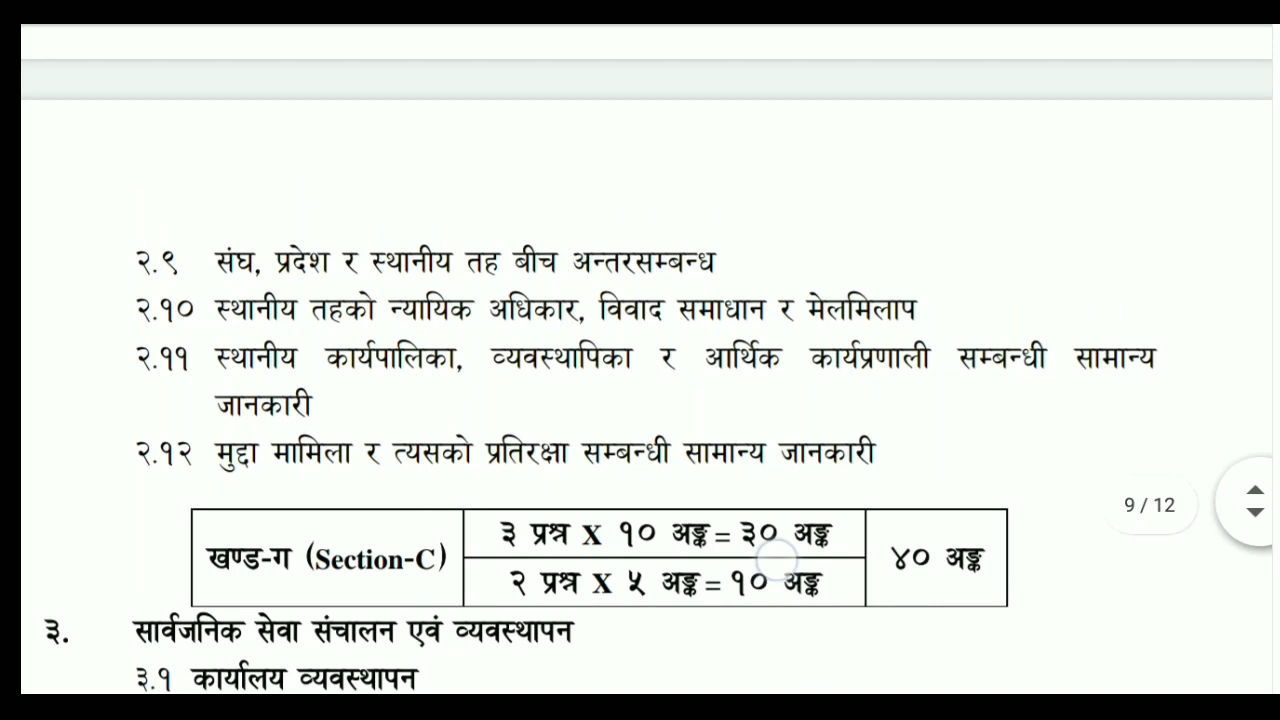 २.९ संघ, प्रदेश र स्थानीय तह बीच अन्तरसम्बन्ध
२.१० स्थानीय तहको न्यायिक अधिकार, विवाद समाधान र मेलमिलाप
२.११ स्थानीय कार्यपालिका, व्यवस्थापिका र आर्थिक कार्यप्रणाली सम्बन्धी सामान्य
जानकारी
२.१२ मुद्दा मामिला र त्यसको प्रतिरक्षा सम्बन्धी सामान्य जानकारी
9 / 12
खण्ड-ग (Section-C)
३ प्रश्न X १० अङ्क = ३० अङ्क
२ प्रश्न X ५ अङ्क = १० अङ्क
४० अङ्क
३. सार्वजनिक सेवा संचालन एवं व्यवस्थापन
३.१ कार्यालय व्यवस्थापन